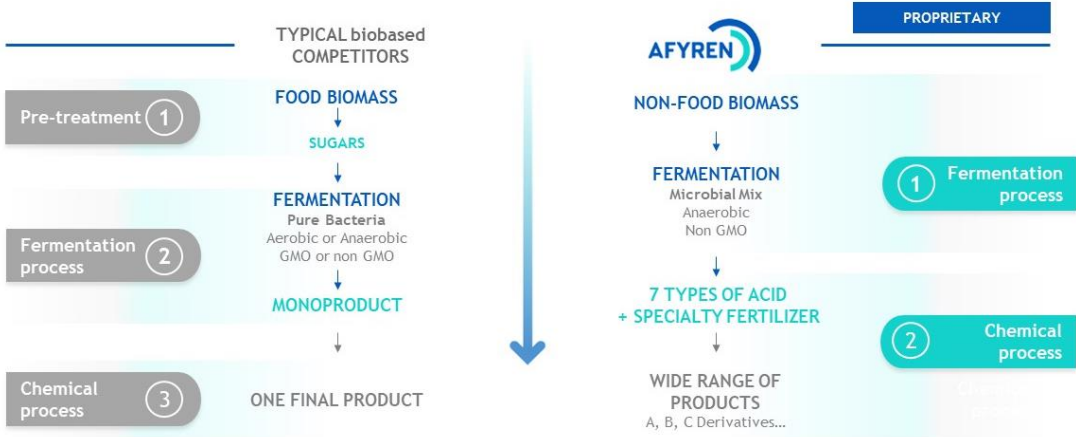 TYPICAL biobased
COMPETITORS
Pre-treatment 1
FOOD BIOMASS
SUGARS
Fermentation
process 2
FERMENTATION
Pure Bacteria
Aerobic or Anaerobic
GMO or non GMO
MONOPRODUCT
Chemical
process 3
ONE FINAL PRODUCT
PROPRIETARY
AFYREN
NON-FOOD BIOMASS
FERMENTATION
Microbial Mix
Anaerobic
Non GMO
1 Fermentation
process
7 TYPES OF ACID
+ SPECIALTY FERTILIZER
2 Chemical
process
WIDE RANGE OF
PRODUCTS
A, B, C Derivatives...